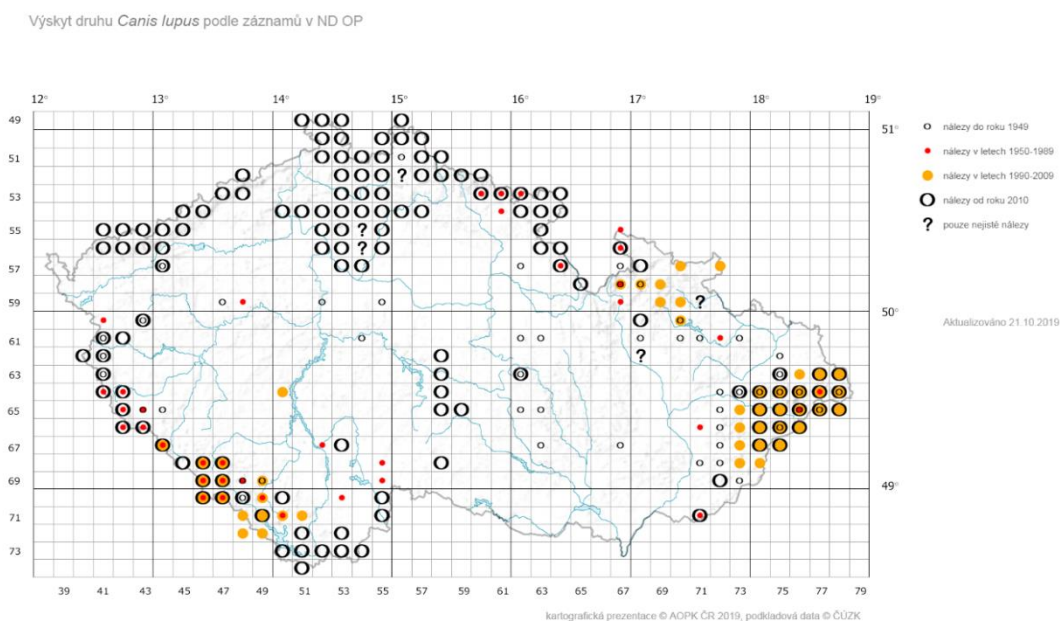 Výskyt druhu Canis lupus podle záznamů v ND OP
12° 13° 14° 15° 16° 17° 18° 19°
49 51°
51 o nálezy do roku 1949
nálezy v letech 1950-1989
53 nálezy v letech 1990-2009
O nálezy od roku 2010
55 ? pouze nejisté nálezy
57
59 50°
Aktualizováno 21.10.2019
61
63
65
67
69 49°
71
73
39 41 43 45 47 49 51 53 55 57 59 61 63 65 67 69 71 73 75 77 79
kartografická prezentace © AOPK ČR 2019, podkladová data © ČÚZK